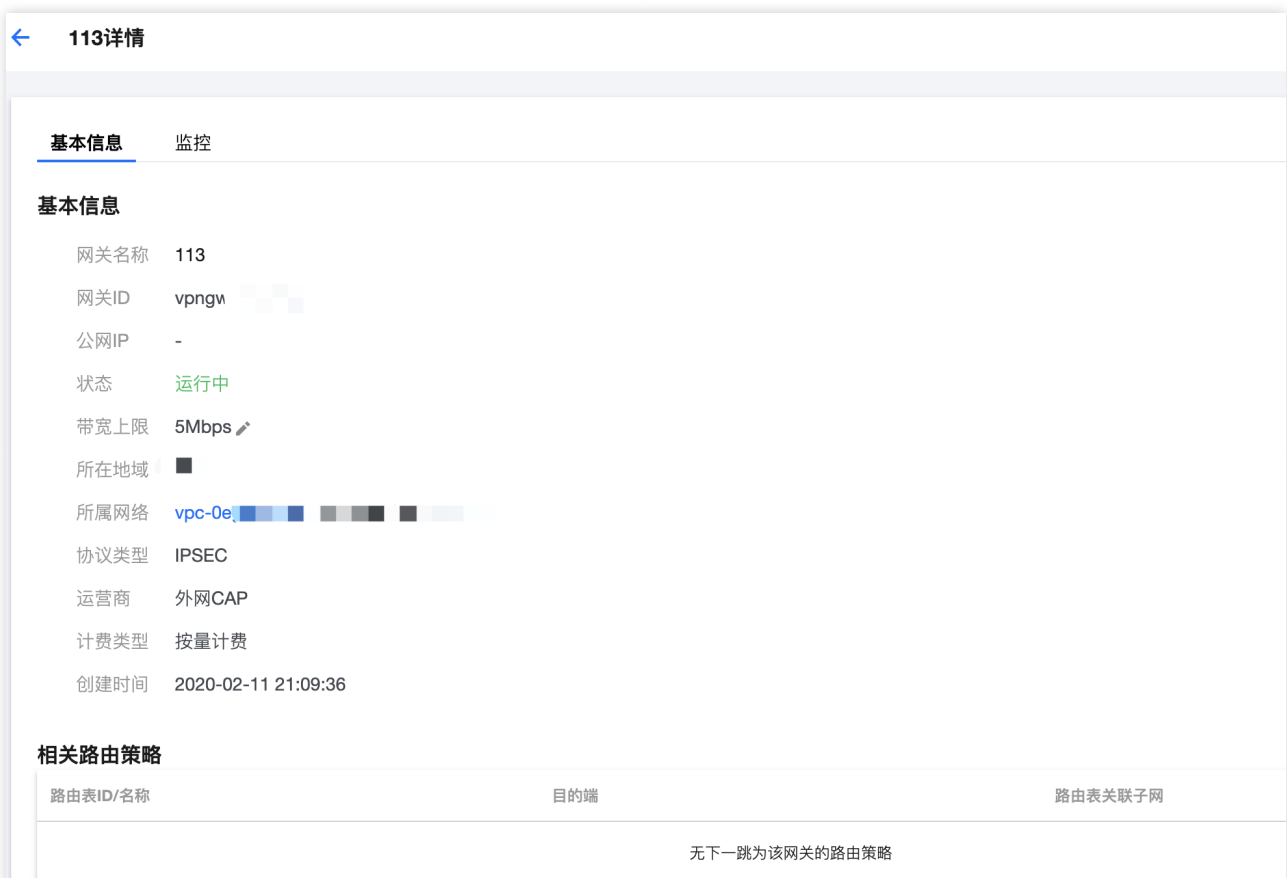 113详情
基本信息 监控
基本信息
网关名称 113
网关ID vpngw
公网IP -
状态 运行中
带宽上限 5Mbps
所在地域
所属网络 vpc-0e
协议类型 IPSEC
运营商 外网CAP
计费类型 按量计费
创建时间 2020-02-11 21:09:36
相关路由策略
路由表ID/名称 目的端 路由表关联子网
无下一跳为该网关的路由策略